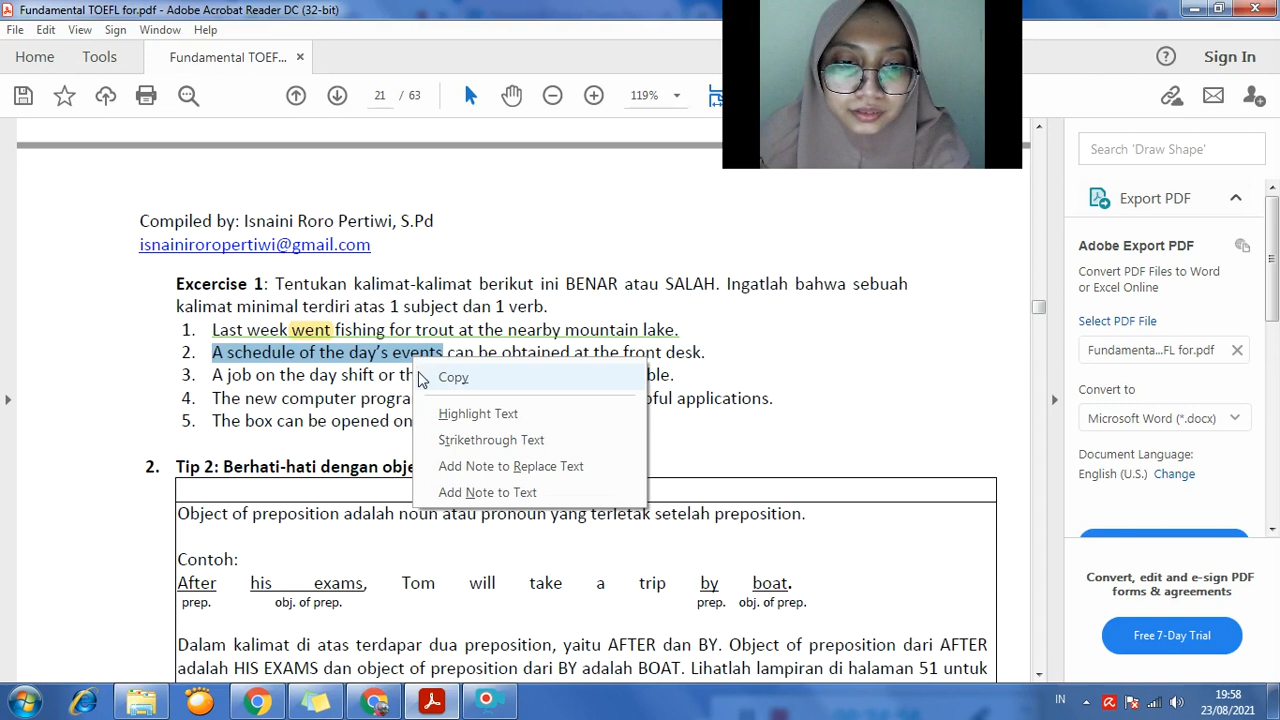 Fundamental TOEFL for.pdf - Adobe Acrobat Reader DC (32-bit)
File Edit View Sign Window Help
Home Tools Fundamental TOEF... × Sign In
21 / 63 119%
Search 'Draw Shape'
Export PDF
Adobe Export PDF
Convert PDF Files to Word
or Excel Online
Select PDF File
Fundamenta...FL for.pdf
Convert to
Microsoft Word (*.docx)
Document Language:
English (U.S.) Change
Convert, edit and e-sign PDF
forms & agreements
Free 7-Day Trial
Compiled by: Isnaini Roro Pertiwi, S.Pd
isnainiroropertiwi@gmail.com
Excercise 1: Tentukan kalimat-kalimat berikut ini BENAR atau SALAH. Ingatlah bahwa sebuah
kalimat minimal terdiri atas 1 subject dan 1 verb.
1. Last week went fishing for trout at the nearby mountain lake.
2. A schedule of the day's events can be obtained at the front desk.
3. A job on the day shift or th ble.
4. The new computer progra pful applications.
5. The box can be opened on
Copy
Highlight Text
Strikethrough Text
Add Note to Replace Text
Add Note to Text
2. Tip 2: Berhati-hati dengan obje
Object of preposition adalah noun atau pronoun yang terletak setelah preposition.
Contoh:
After his exams, Tom will take a trip by boat.
prep. obj. of prep. prep. obj. of prep.
Dalam kalimat di atas terdapar dua preposition, yaitu AFTER dan BY. Object of preposition dari AFTER
adalah HIS EXAMS dan object of preposition dari BY adalah BOAT. Lihatlah lampiran di halaman 51 untuk
IN 19:58
23/08/2021